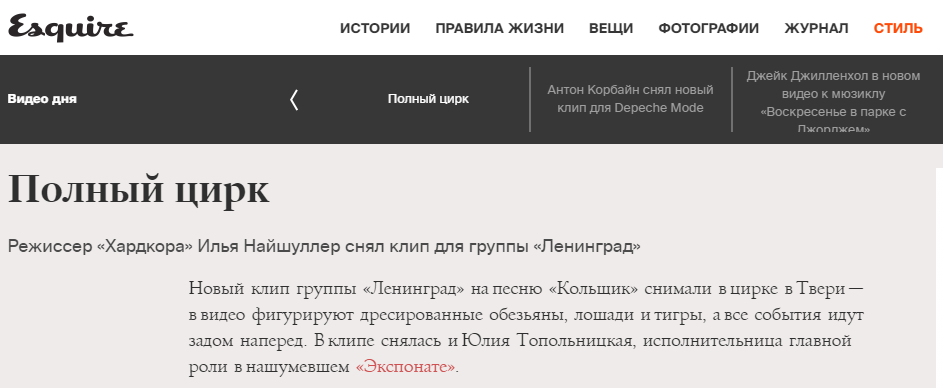 Esquire
ИСТОРИИ ПРАВИЛА ЖИЗНИ ВЕЩИ ФОТОГРАФИИ ЖУРНАЛ СТИЛЬ
Видео дня
Полный цирк
Антон Корбайн снял новый
клип для Depeche Mode
Джейк Джилленхол в новом
видео к мюзиклу
«Воскресенье в парке с
Джорджем»
Полный цирк
Режиссер «Хардкора» Илья Найшуллер снял клип для группы «Ленинград»
Новый клип группы «Ленинград» на песню «Кольщик» снимали в цирке в Твери —
в видео фигурируют дресированные обезьяны, лошади и тигры, а все события идут
задом наперед. В клипе снялась и Юлия Топольницкая, исполнительница главной
роли в нашумевшем «Экспонате».